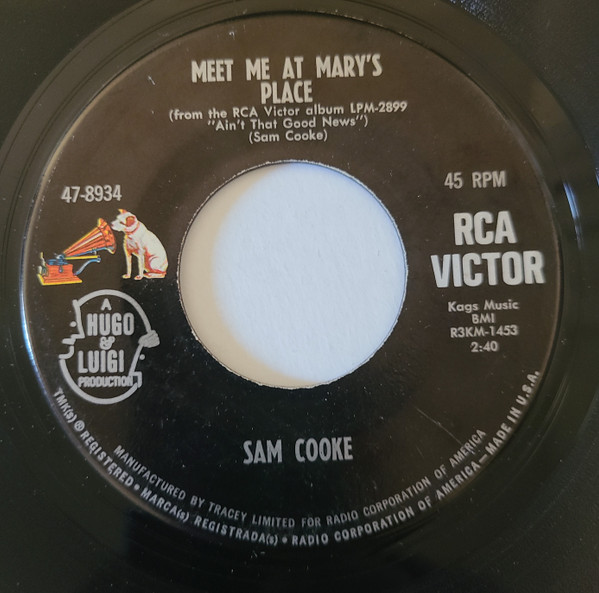 MEET ME AT MARY'S
PLACE
(from the RCA Victor album LPM-2899
"Ain't That Good News")
(Sam Cooke)
47-8934
45 RPM
RCA
VICTOR
Kags Music
BMI
R3KM-1453
2:40
A
HUGO
&
LUIGI
PRODUCTION
SAM COOKE
MANUFACTURED BY TRACEY LIMITED FOR RADIO CORPORATION OF AMERICA
TMK(s) ® REGISTERED • MARCA(s) REGISTRADA(s) • RADIO CORPORATION OF AMERICA—MADE IN U.S.A.